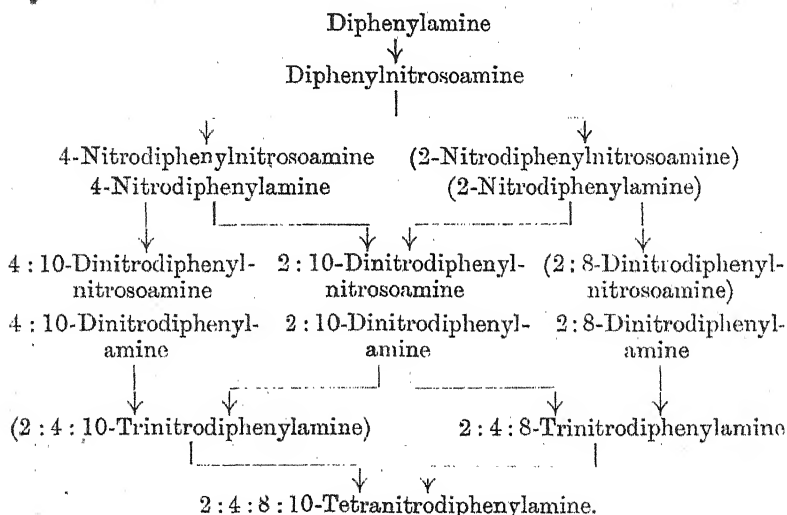 Diphenylamine
Diphenylnitrosoamine
4-Nitrodiphenylnitrosoamine (2-Nitrodiphenylnitrosoamine)
4-Nitrodiphenylamine (2-Nitrodiphenylamine)
4 : 10-Dinitrodiphenyl- 2 : 10-Dinitrodiphenyl- (2 : 8-Dinitrodiphenyl-
nitrosoamine nitrosoamine nitrosoamine)
4 : 10-Dinitrodiphenyl- 2 : 10-Dinitrodiphenyl- 2 : 8-Dinitrodiphenyl-
amine amine amine
(2 : 4 : 10-Trinitrodiphenylamine) 2 : 4 : 8-Trinitrodiphenylamine
2 : 4 : 8 : 10-Tetranitrodiphenylamine.